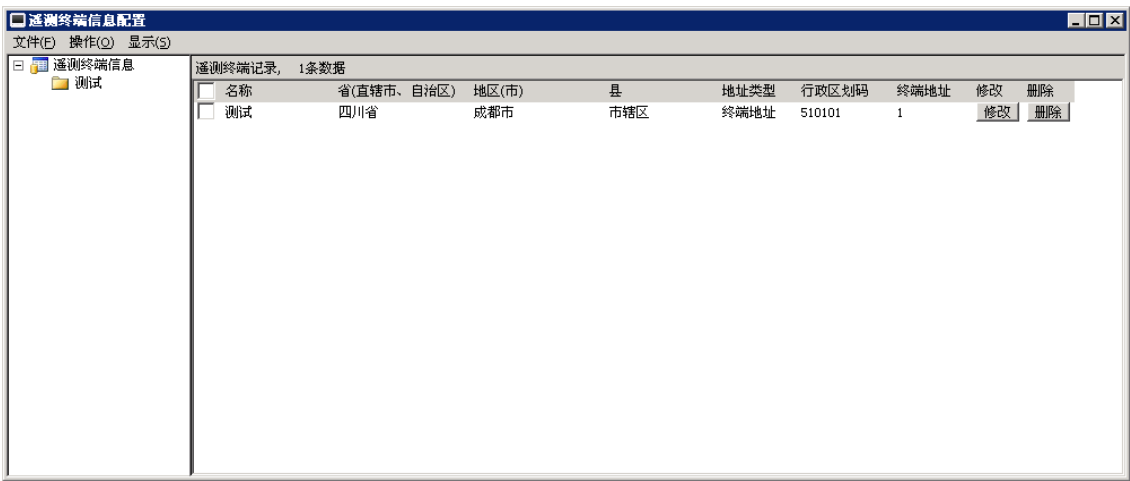 遥测终端信息配置
文件(F) 操作(O) 显示(S)
遥测终端信息
测试
遥测终端记录, 1条数据
名称 省(直辖市、自治区) 地区(市) 县 地址类型 行政区划码 终端地址 修改 删除
测试 四川省 成都市 市辖区 终端地址 510101 1 修改 删除